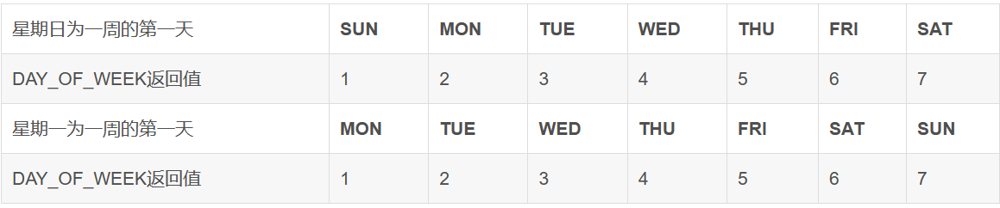 星期日为一周的第一天 SUN MON TUE WED THU FRI SAT
DAY_OF_WEEK返回值 1 2 3 4 5 6 7
星期一为一周的第一天 MON TUE WED THU FRI SAT SUN
DAY_OF_WEEK返回值 1 2 3 4 5 6 7